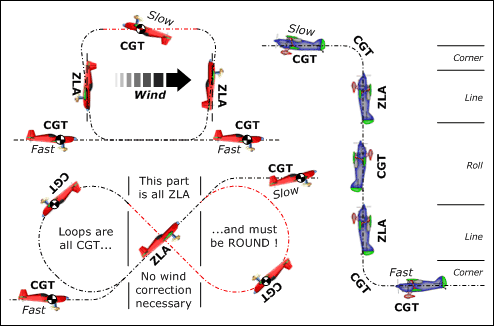 Slow
CGT
ZLA
Wind
ZLA
CGT
Fast
CGT
Fast
Slow
CGT
CGT
ZLA
CGT
ZLA
CGT
Fast
CGT
Corner
Line
Roll
Line
Corner
CGT
Loops are
all CGT...
CGT
Fast
This part
is all ZLA
ZLA
No wind
correction
necessary
CGT
Slow
...and must
be ROUND !
CGT